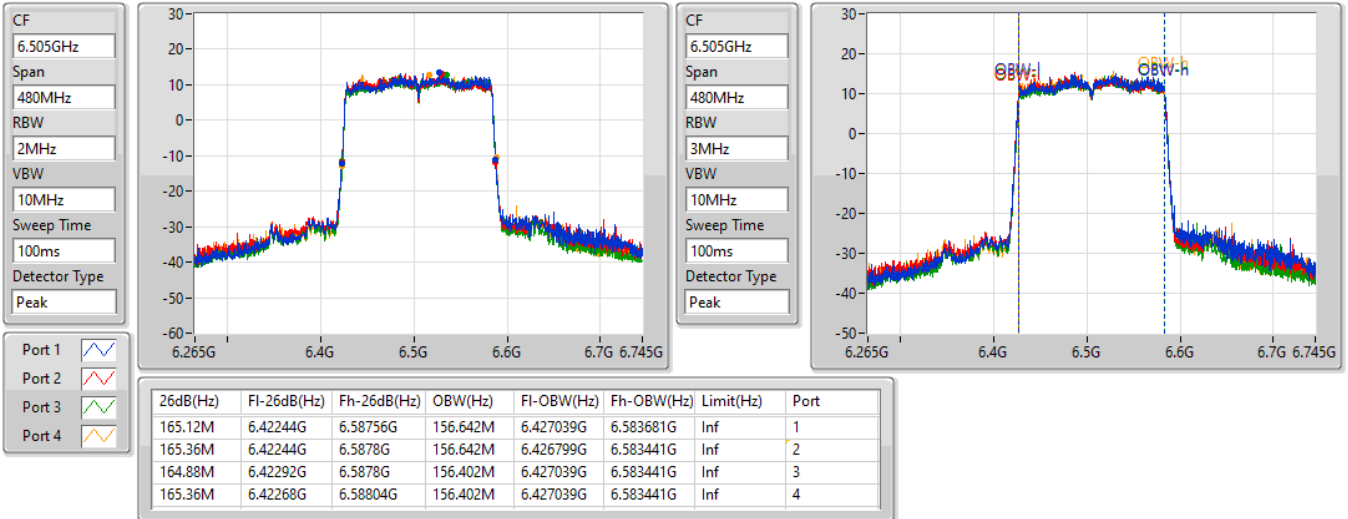 CF
6.505GHz
Span
480MHz
RBW
2MHz
VBW
10MHz
Sweep Time
100ms
Detector Type
Peak
30
20
10
0
-10
-20
-30
-40
-50
-60
6.265G 6.4G 6.5G 6.6G 6.7G 6.745G
CF
6.505GHz
Span
480MHz
RBW
3MHz
VBW
10MHz
Sweep Time
100ms
Detector Type
Peak
30
20
10
0
-10
-20
-30
-40
-50
OBW-l OBW-h
6.265G 6.4G 6.5G 6.6G 6.7G 6.745G
Port 1
Port 2
Port 3
Port 4
26dB(Hz) Fl-26dB(Hz) Fh-26dB(Hz) OBW(Hz) Fl-OBW(Hz) Fh-OBW(Hz) Limit(Hz) Port
165.12M 6.42244G 6.58756G 156.642M 6.427039G 6.583681G Inf 1
165.36M 6.42244G 6.5878G 156.642M 6.426799G 6.583441G Inf 2
164.88M 6.42292G 6.5878G 156.402M 6.427039G 6.583441G Inf 3
165.36M 6.42268G 6.58804G 156.402M 6.427039G 6.583441G Inf 4